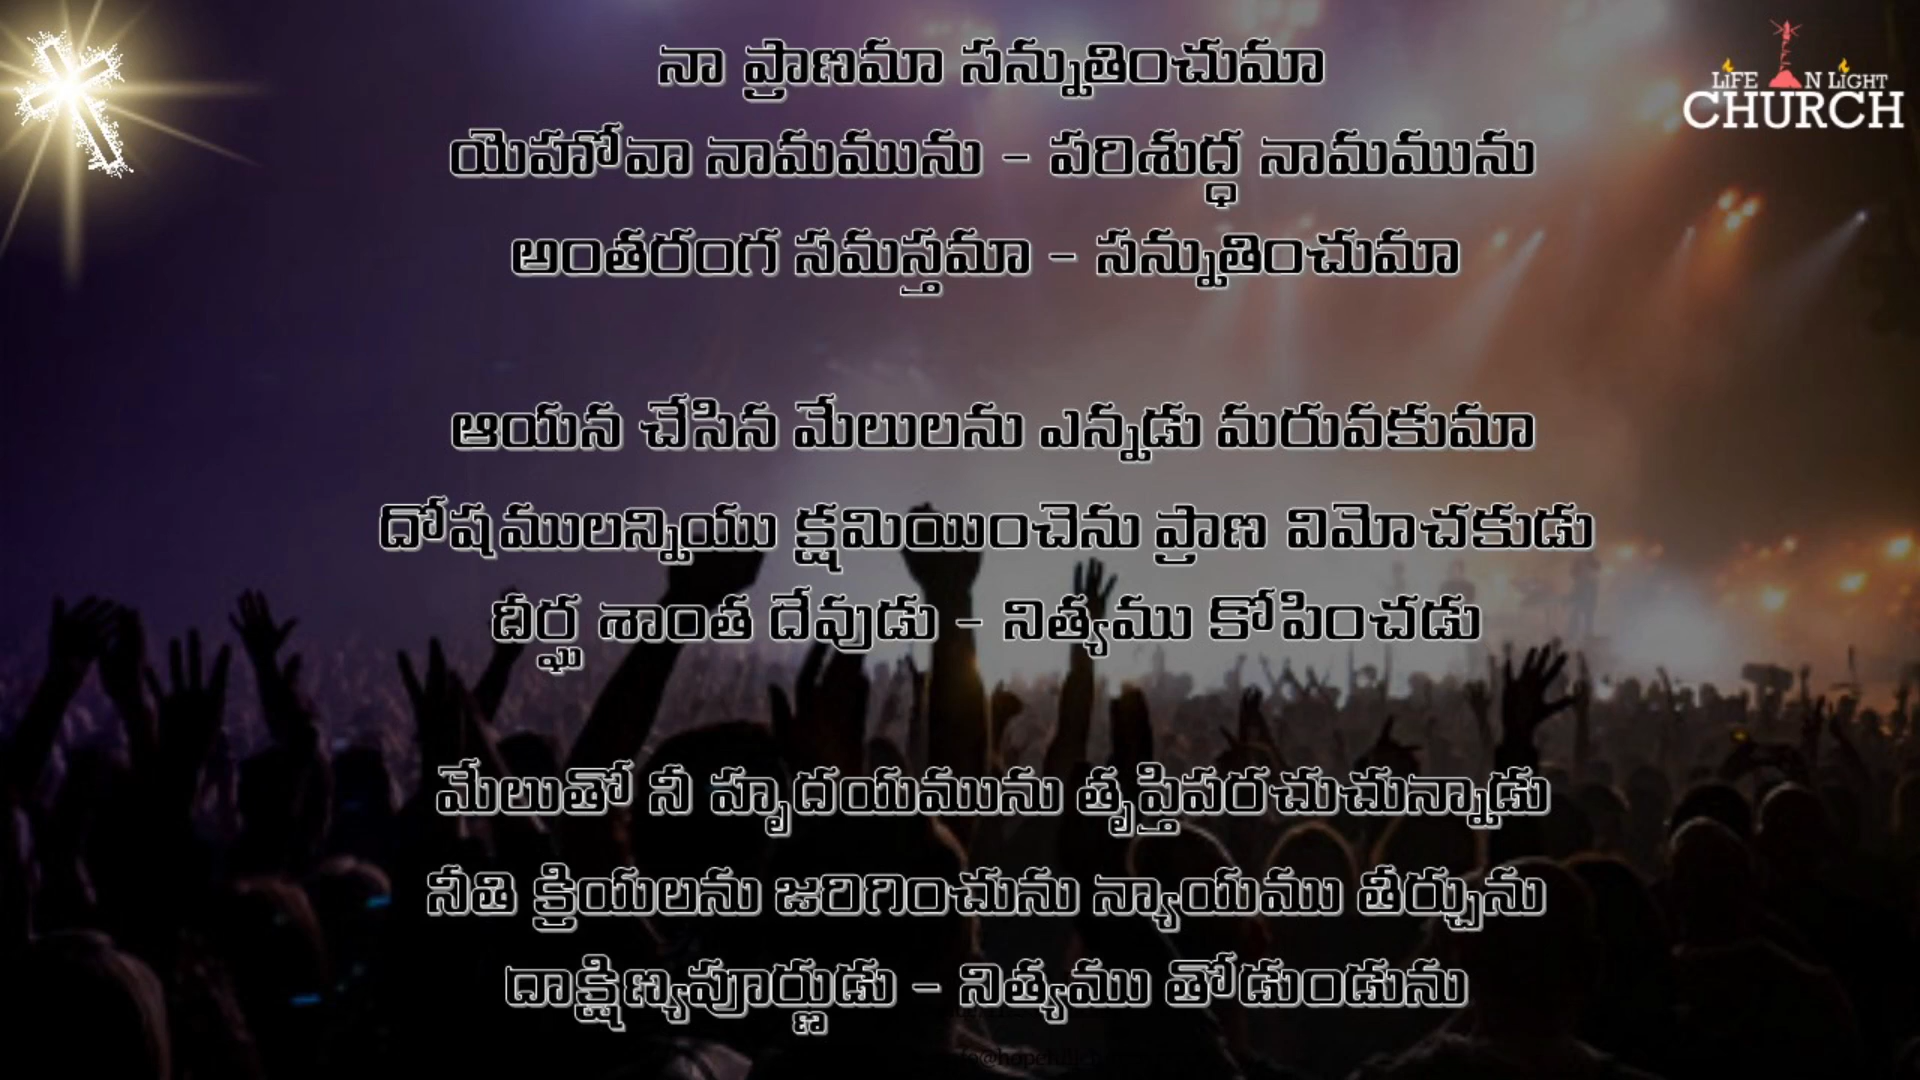 నా ప్రాణమా సన్నుతించుమా
LIFE N LIGHT
CHURCH
యెహోవా నామమును - పరిశుద్ధ నామమును
అంతరంగ సమస్తమా - సన్నుతించుమా
ఆయన చేసిన మేలులను ఎన్నడు మరువకుమా
దోషములన్నియు క్షమియించెను ప్రాణ విమోచకుడు
దీర్ఘ శాంత దేవుడు - నిత్యము కోపించడు
మేలుతో నీ హృదయమును తృప్తిపరచుచున్నాడు
నీతి క్రియలను జరిగించును న్యాయము తీర్చును
దాక్షిణ్యపూర్ణుడు - నిత్యము తోడుండును